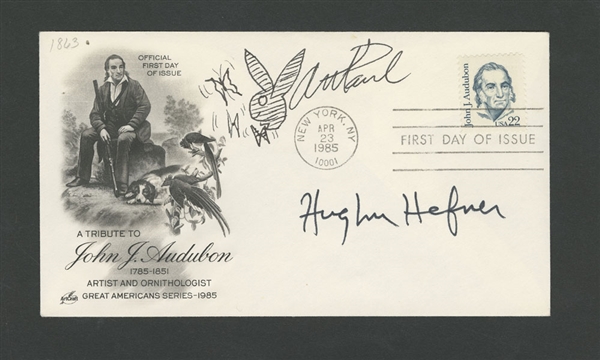 1863
OFFICIAL
FIRST DAY
OF ISSUE
Art Paul
John J. Audubon
USA 22
NEW YORK, NY
APR
23
1985
10001
FIRST DAY OF ISSUE
Hugh M Hefner
A TRIBUTE TO
John J. Audubon
1785-1851
ARTIST AND ORNITHOLOGIST
ArtCraft
GREAT AMERICANS SERIES-1985